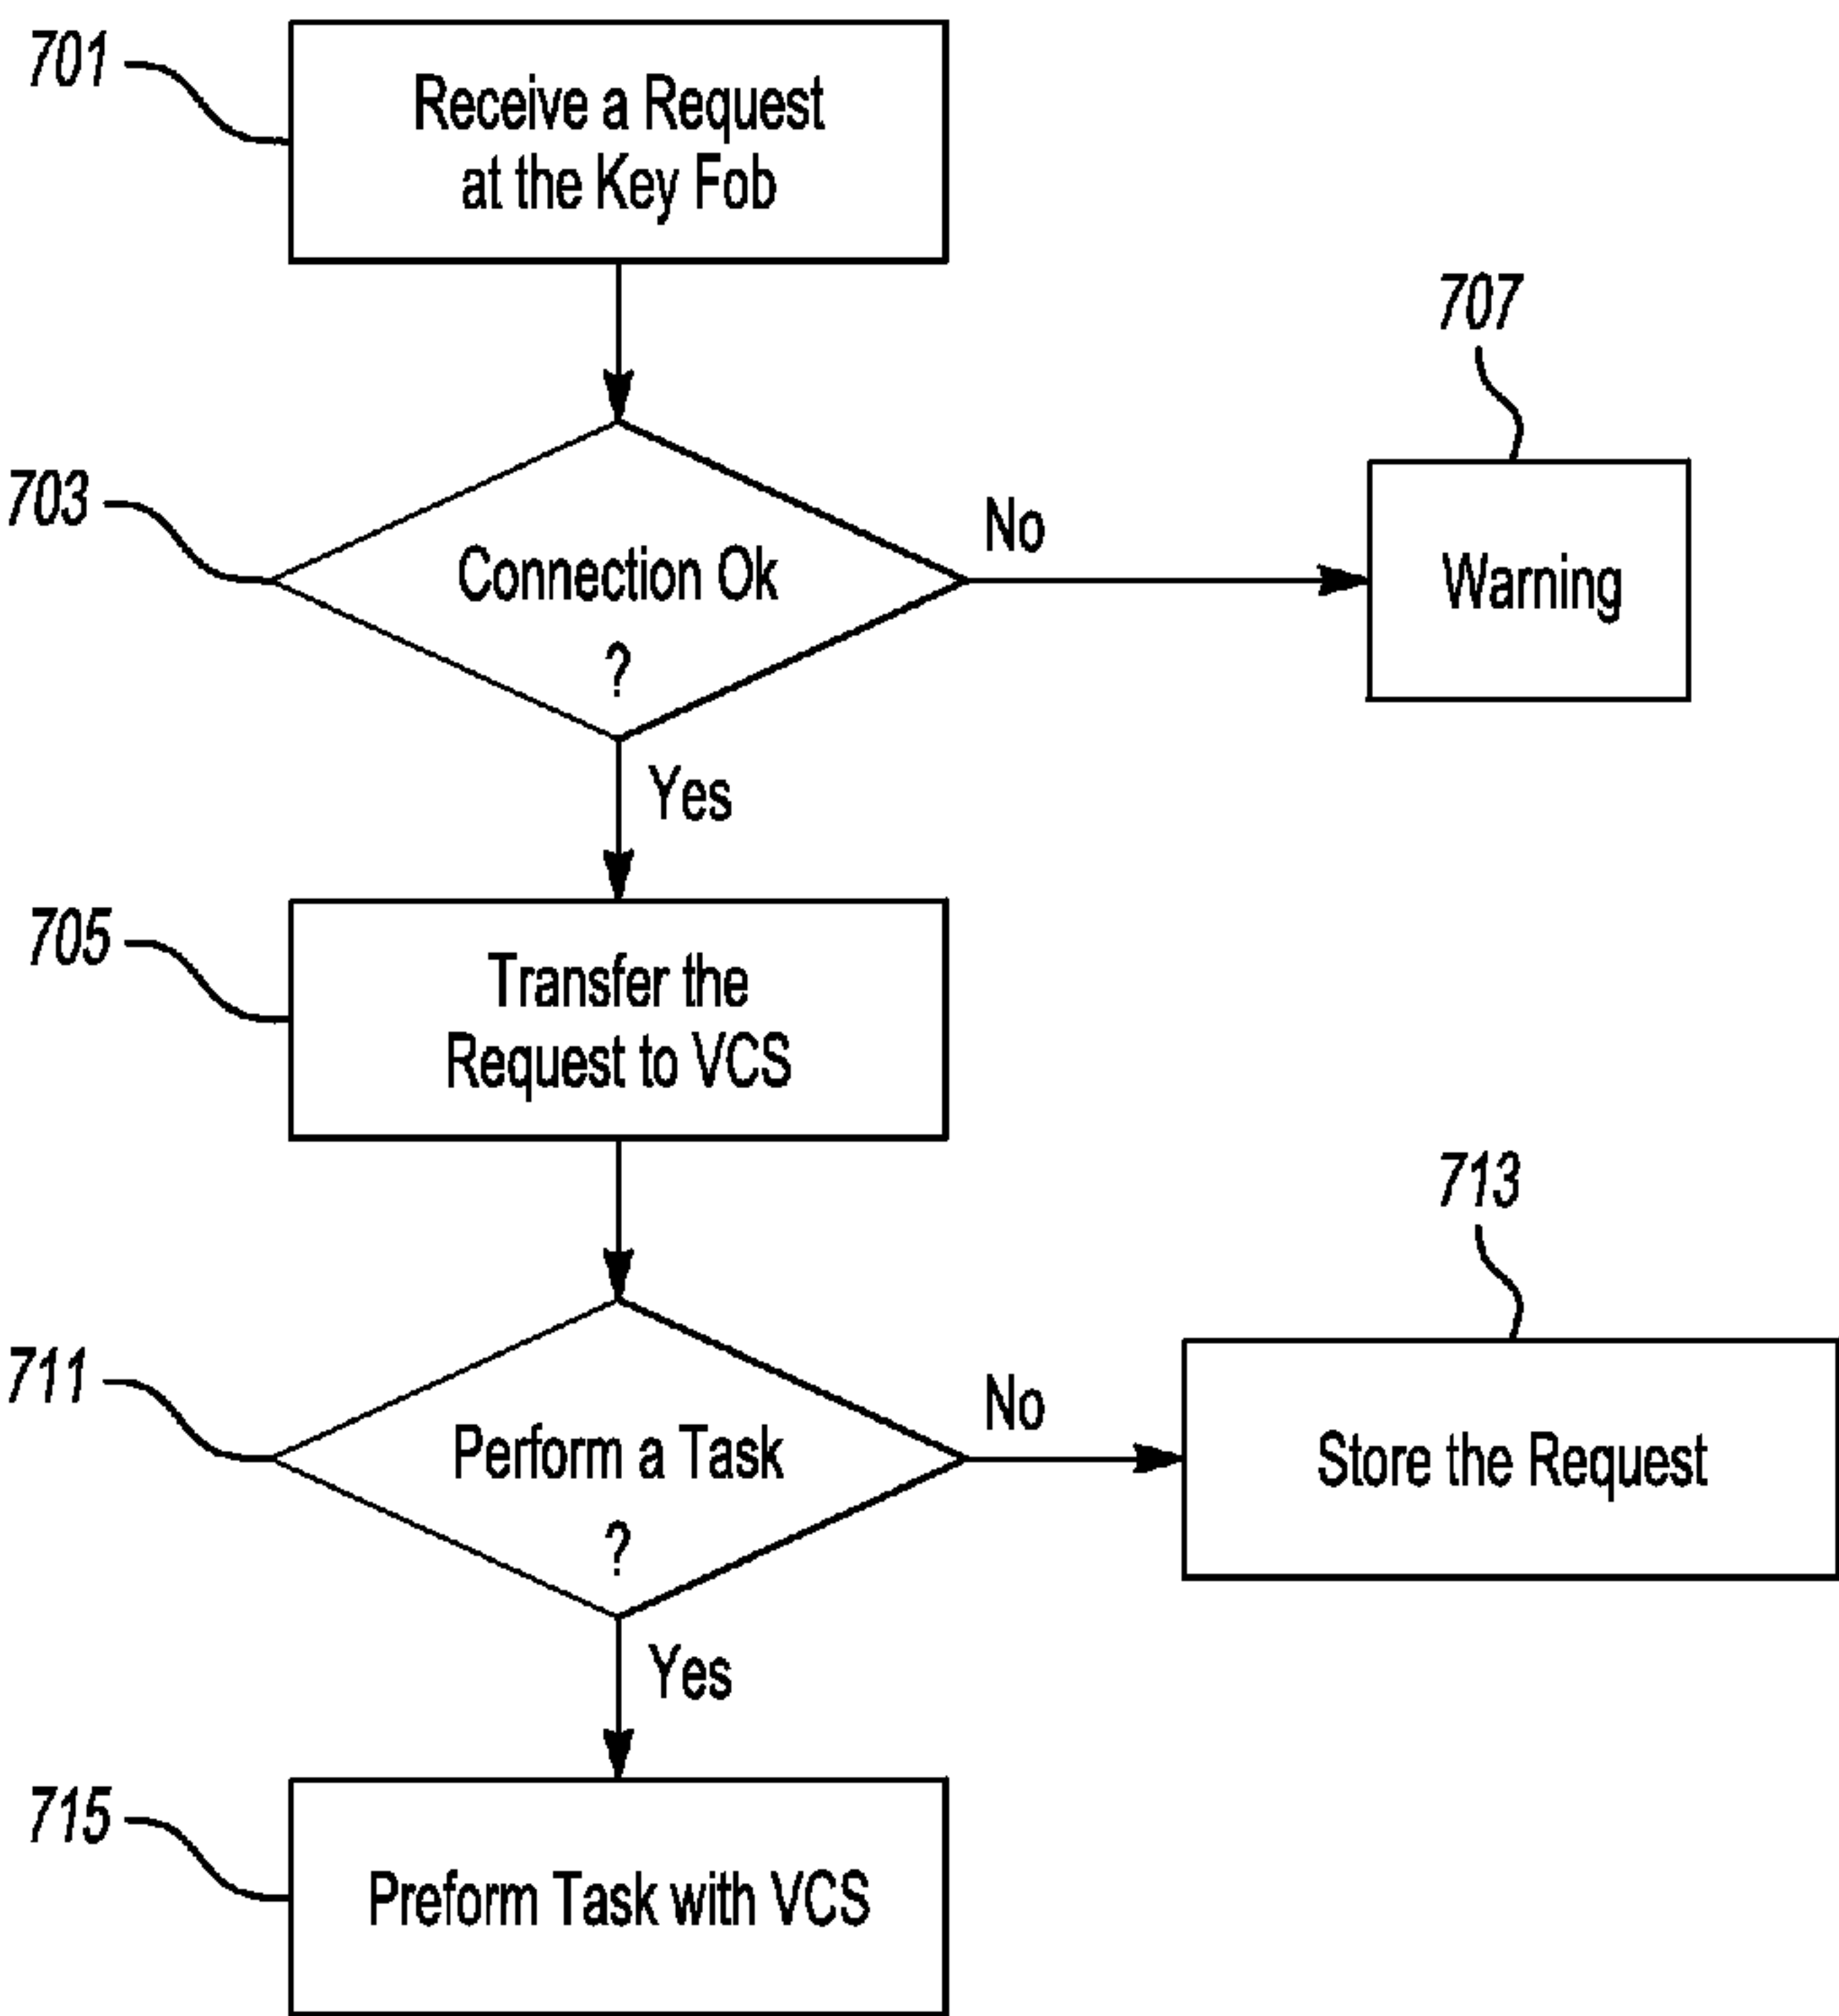 701
Receive a Request
at the Key Fob
707
703
Connection Ok
?
No
Warning
Yes
705
Transfer the
Request to VCS
713
711
Perform a Task
?
No
Store the Request
Yes
715
Preform Task with VCS